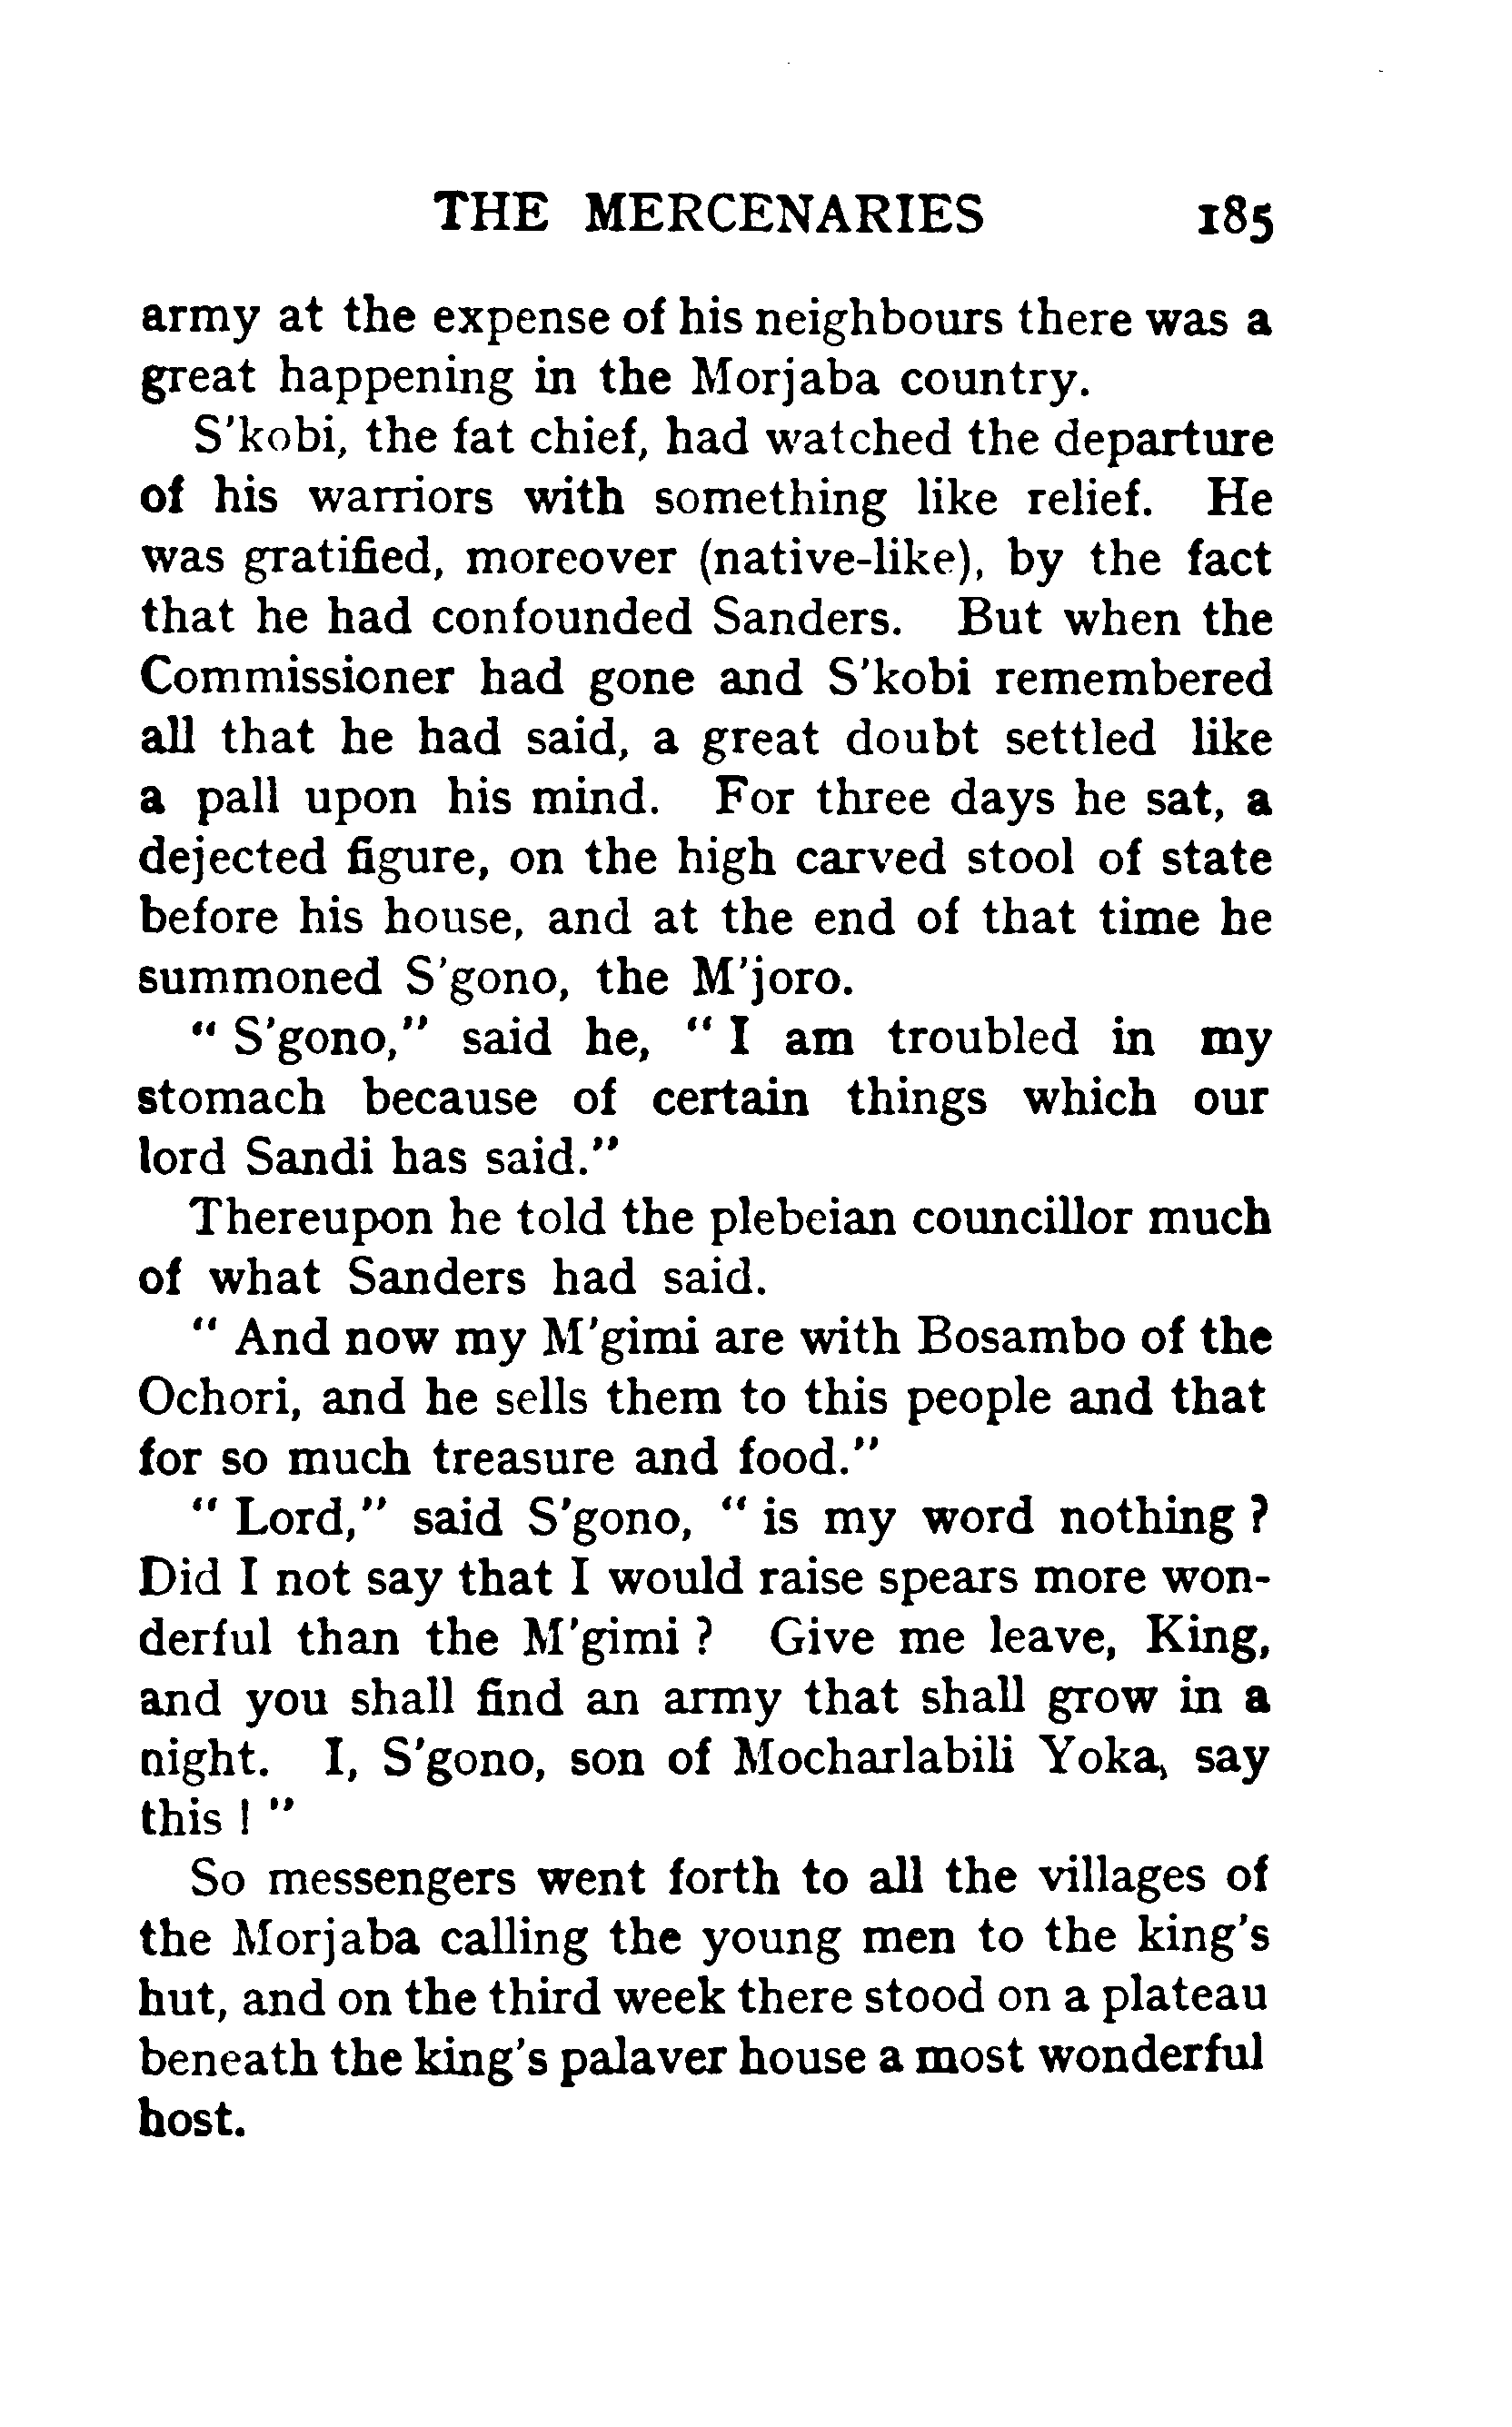 THE MERCENARIES 185
army at the expense of his neighbours there was a
great happening in the Morjaba country.
S'kobi, the fat chief, had watched the departure
of his warriors with something like relief. He
was gratified, moreover (native-like), by the fact
that he had confounded Sanders. But when the
Commissioner had gone and S'kobi remembered
all that he had said, a great doubt settled like
a pall upon his mind. For three days he sat, a
dejected figure, on the high carved stool of state
before his house, and at the end of that time he
summoned S'gono, the M'joro.
" S'gono," said he, " I am troubled in my
stomach because of certain things which our
lord Sandi has said."
Thereupon he told the plebeian councillor much
of what Sanders had said.
" And now my M'gimi are with Bosambo of the
Ochori, and he sells them to this people and that
for so much treasure and food."
" Lord," said S'gono, " is my word nothing ?
Did I not say that I would raise spears more won-
derful than the M'gimi ? Give me leave, King,
and you shall find an army that shall grow in a
night. I, S'gono, son of Mocharlabili Yoka, say
this ! "
So messengers went forth to all the villages of
the Morjaba calling the young men to the king's
hut, and on the third week there stood on a plateau
beneath the king's palaver house a most wonderful
host.